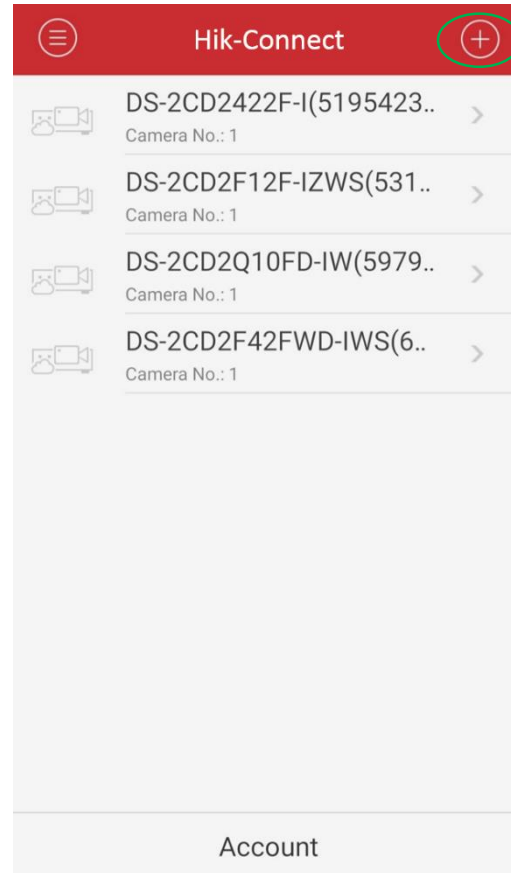 Hik-Connect
DS-2CD2422F-I(5195423..
Camera No.: 1
DS-2CD2F12F-IZWS(531..
Camera No.: 1
DS-2CD2Q10FD-IW(5979..
Camera No.: 1
DS-2CD2F42FWD-IWS(6..
Camera No.: 1
Account